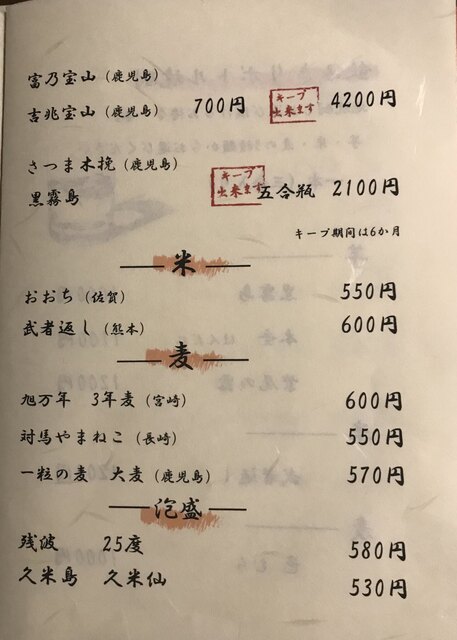 富乃宝山（鹿児島）
吉兆宝山（鹿児島） 700円 キープ出来ます 4200円
さつま木挽（鹿児島）
黒霧島 キープ出来ます 五合瓶 2100円
キープ期間は6か月
米
おおち（佐賀） 550円
武者返し（熊本） 600円
麦
旭万年 3年麦（宮崎） 600円
対馬やまねこ（長崎） 550円
一粒の麦 大麦（鹿児島） 570円
泡盛
残波 25度 580円
久米島 久米仙 530円